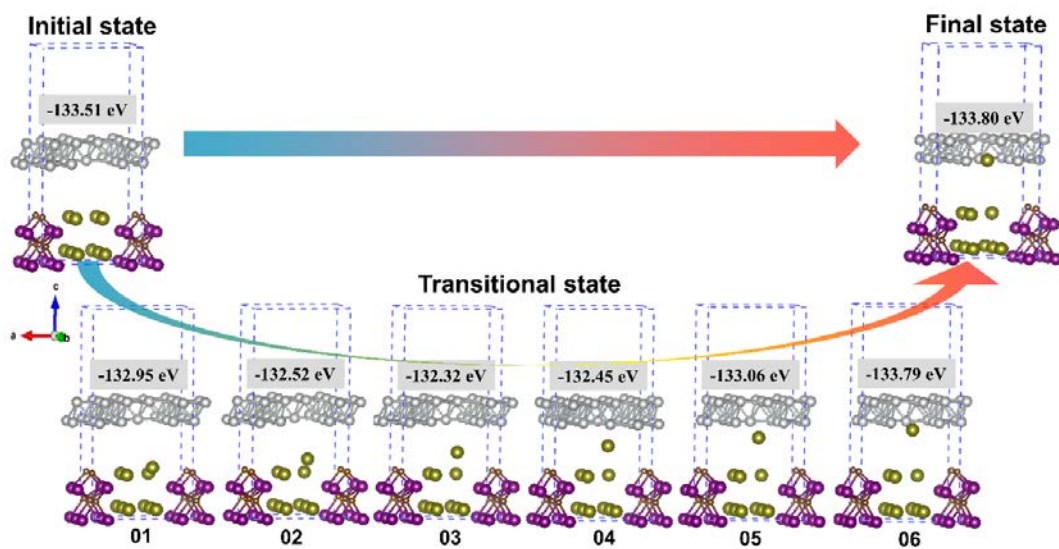 Initial state
Final state
-133.51 eV
-133.80 eV
Transitional state
c
a
b
-132.95 eV
-132.52 eV
-132.32 eV
-132.45 eV
-133.06 eV
-133.79 eV
01
02
03
04
05
06